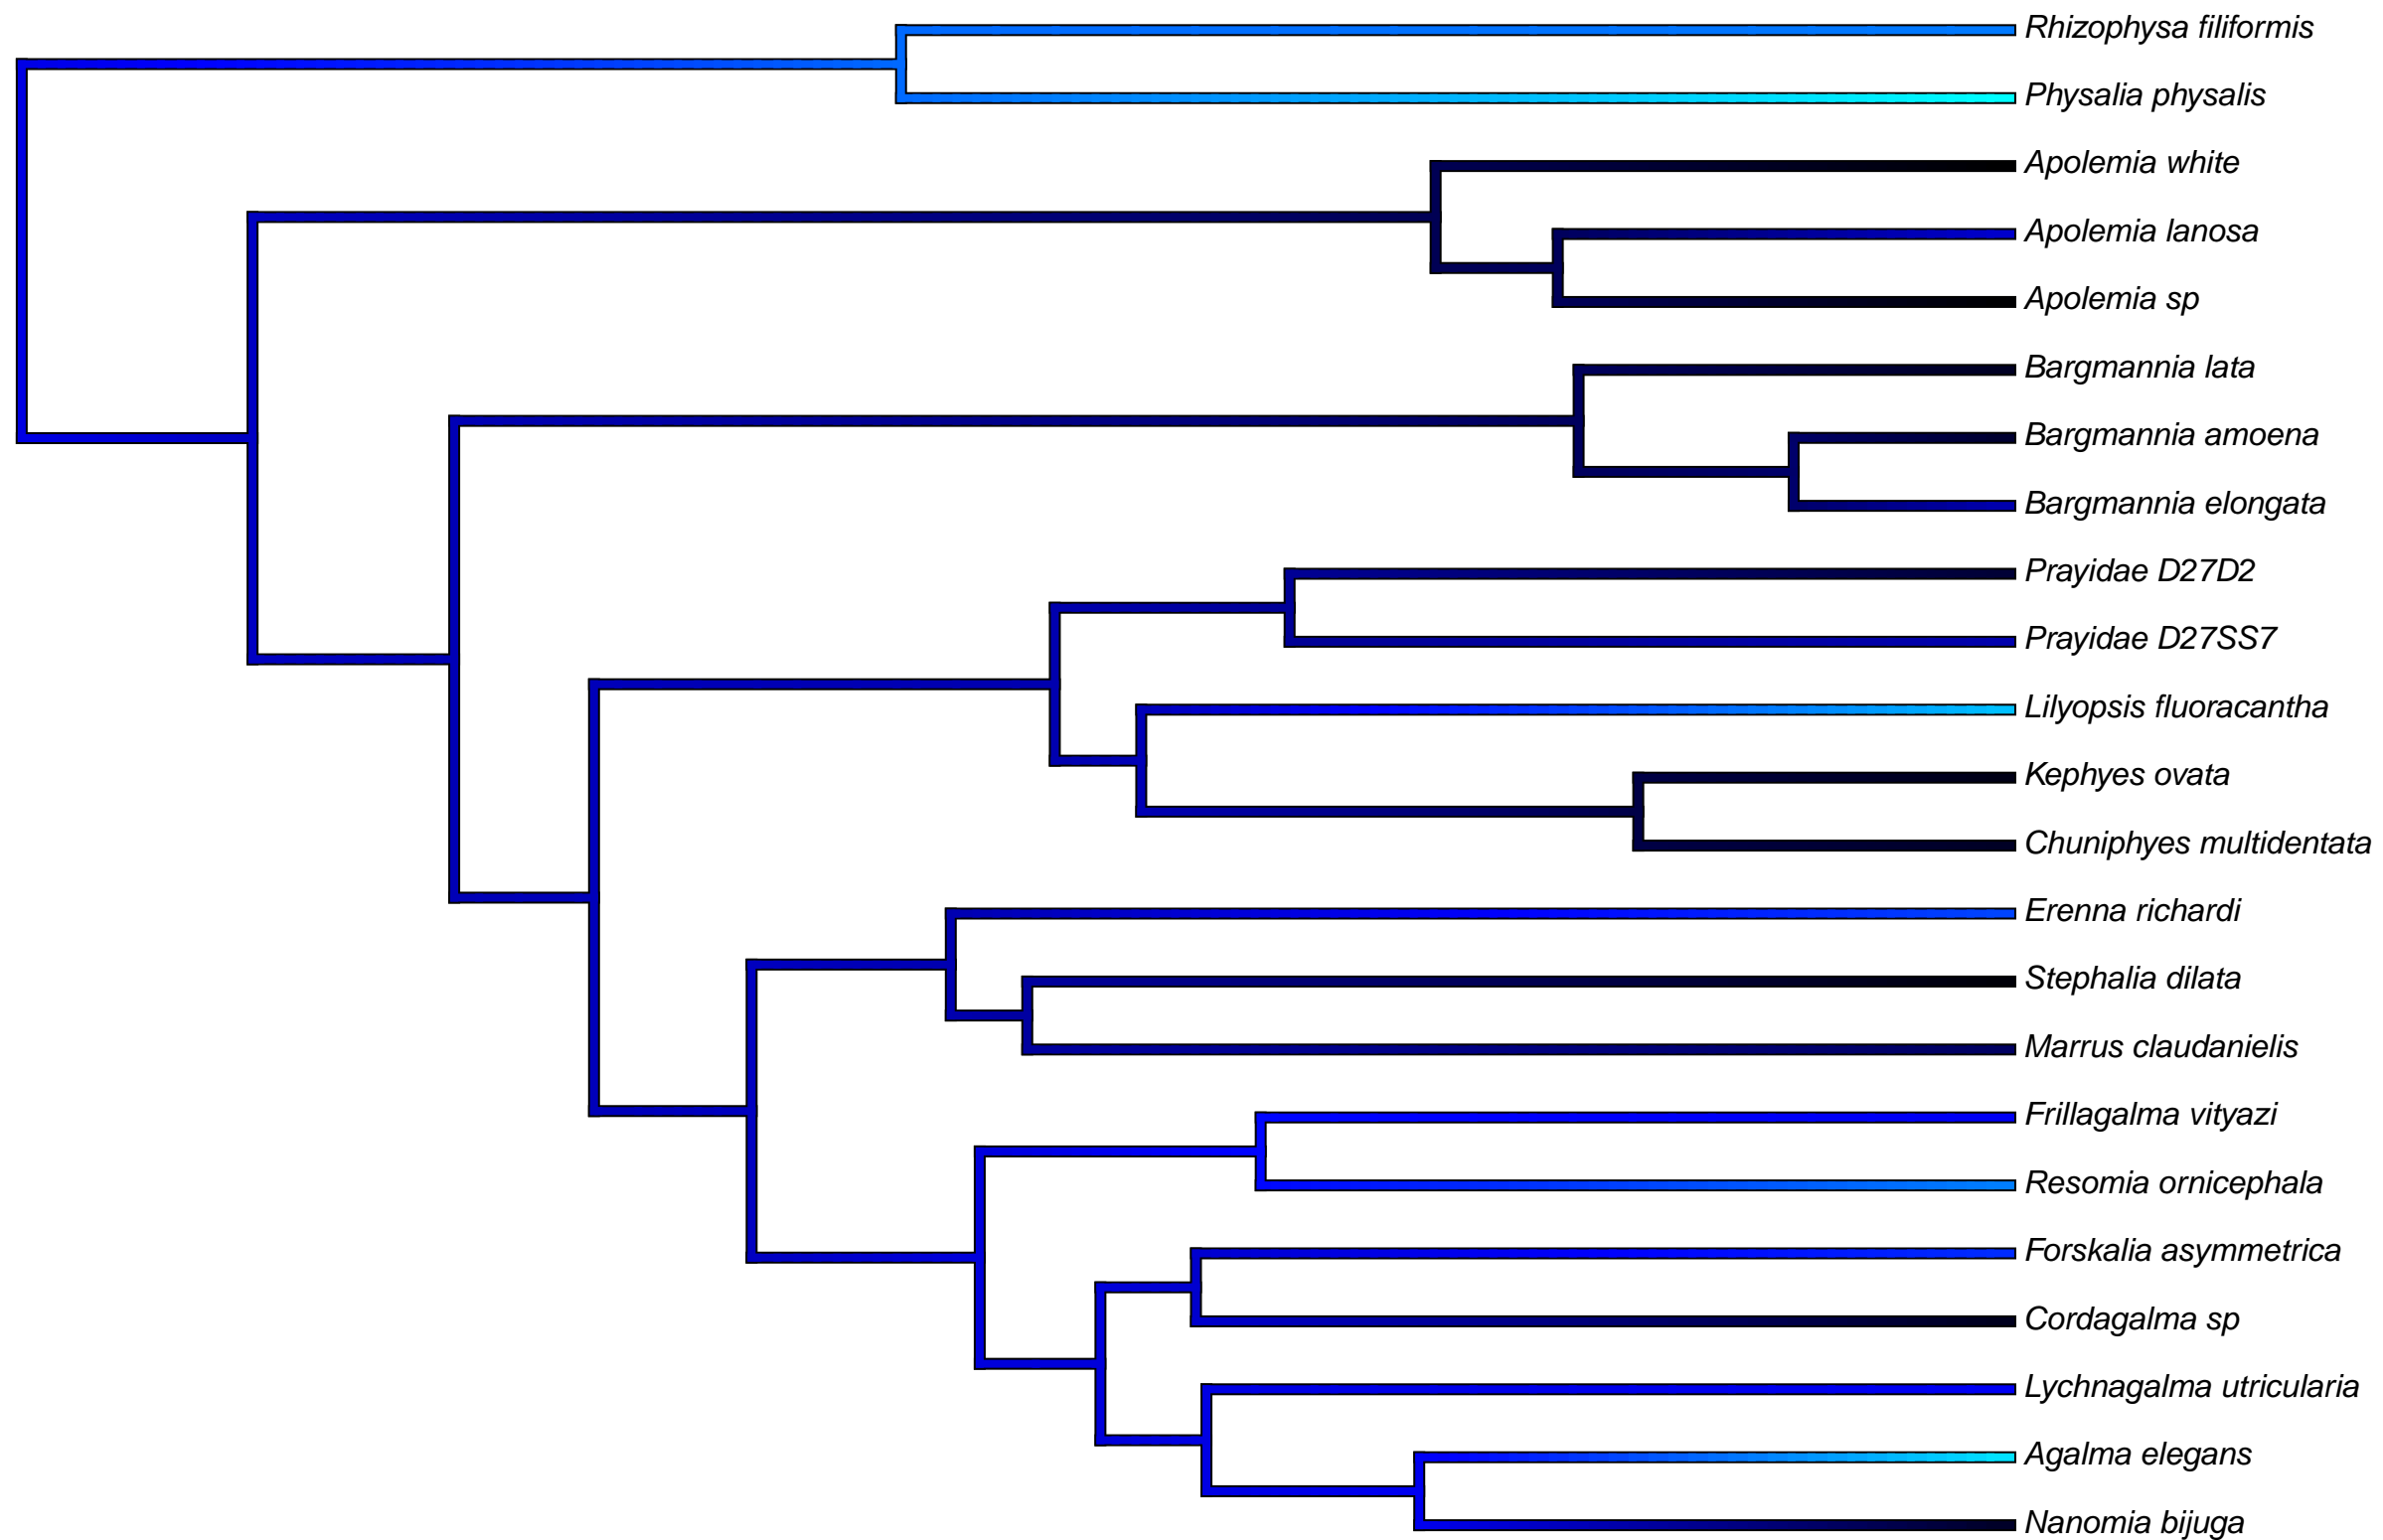 Rhizophysa filiformis
Physalia physalis
Apolemia white
Apolemia lanosa
Apolemia sp
Bargmannia lata
Bargmannia amoena
Bargmannia elongata
Prayidae D27D2
Prayidae D27SS7
Lilyopsis fluoracantha
Kephyes ovata
Chuniphyes multidentata
Erenna richardi
Stephalia dilata
Marrus claudanielis
Frillagalma vityazi
Resomia ornicephala
Forskalia asymmetrica
Cordagalma sp
Lychnagalma utricularia
Agalma elegans
Nanomia bijuga